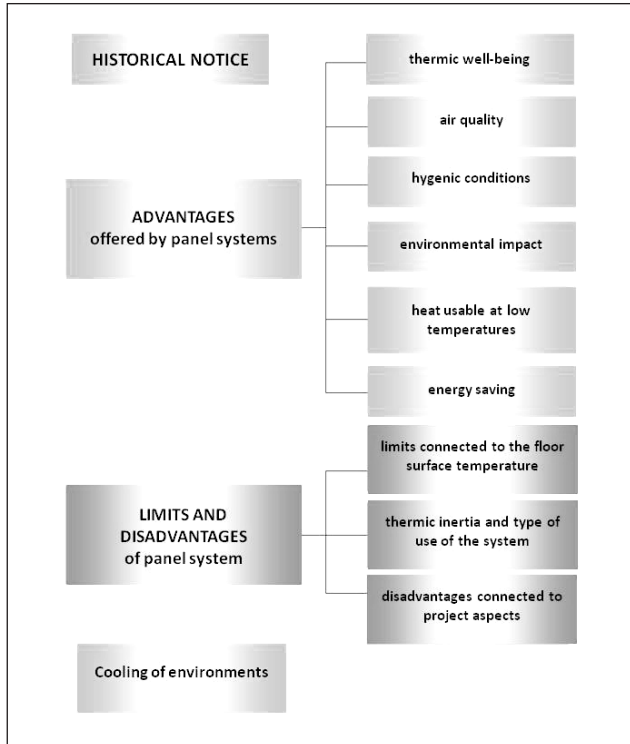 HISTORICAL NOTICE
ADVANTAGES
offered by panel systems
thermic well-being
air quality
hygenic conditions
environmental impact
heat usable at low
temperatures
energy saving
LIMITS AND
DISADVANTAGES
of panel system
limits connected to the floor
surface temperature
thermic inertia and type of
use of the system
disadvantages connected to
project aspects
Cooling of environments